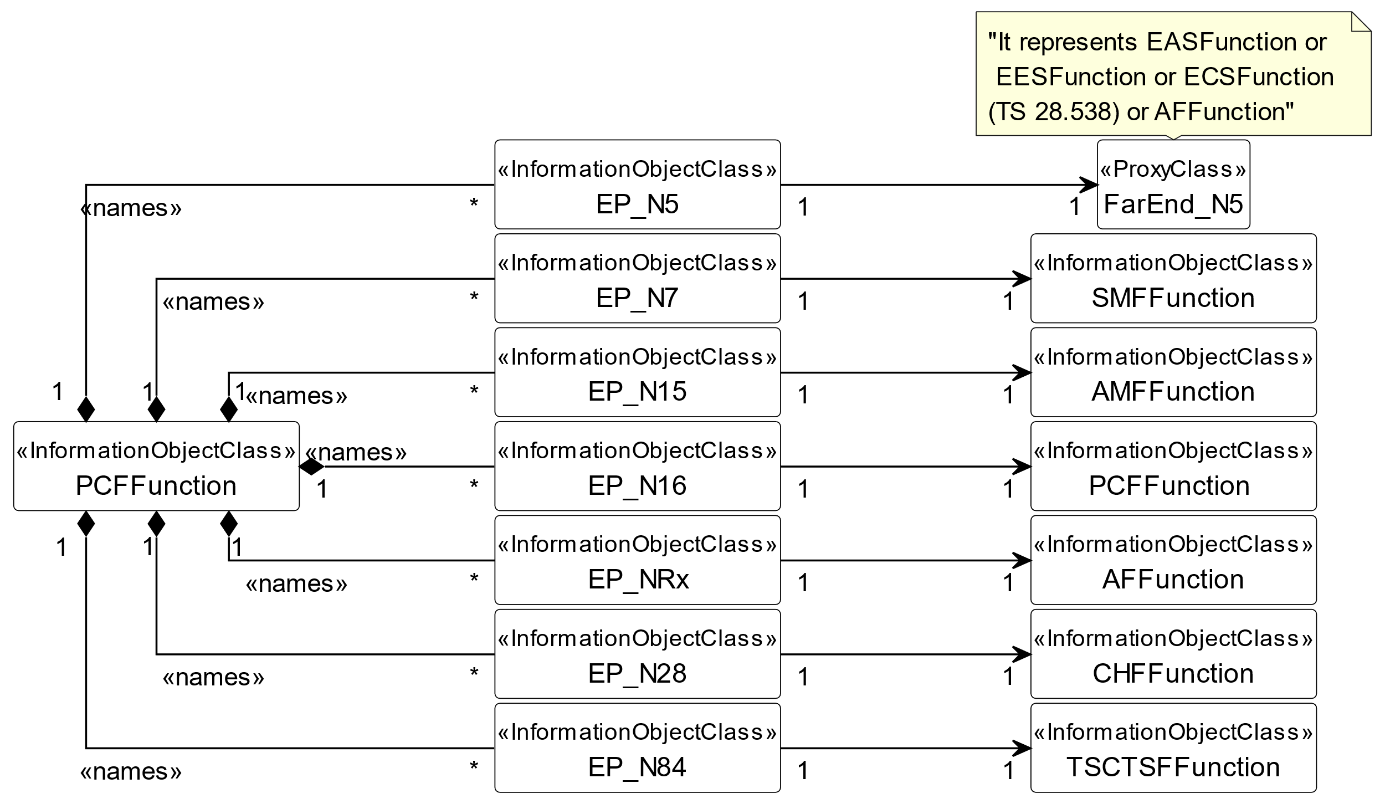 "It represents EASFunction or
EESFunction or ECSFunction
(TS 28.538) or AFFunction"
«InformationObjectClass»
EP_N5
«ProxyClass»
FarEnd_N5
«names»
*
1
1
«InformationObjectClass»
EP_N7
«InformationObjectClass»
SMFFunction
«names»
*
1
1
«InformationObjectClass»
EP_N15
«InformationObjectClass»
AMFFunction
1
1
1
«names»
*
1
1
«InformationObjectClass»
PCFFunction
«names»
1
*
«InformationObjectClass»
EP_N16
1
1
«InformationObjectClass»
PCFFunction
1
1
1
«InformationObjectClass»
EP_NRx
«InformationObjectClass»
AFFunction
«names»
*
1
1
«InformationObjectClass»
EP_N28
«InformationObjectClass»
CHFFunction
«names»
*
1
1
«InformationObjectClass»
EP_N84
«InformationObjectClass»
TSCTSFFunction
«names»
*
1
1